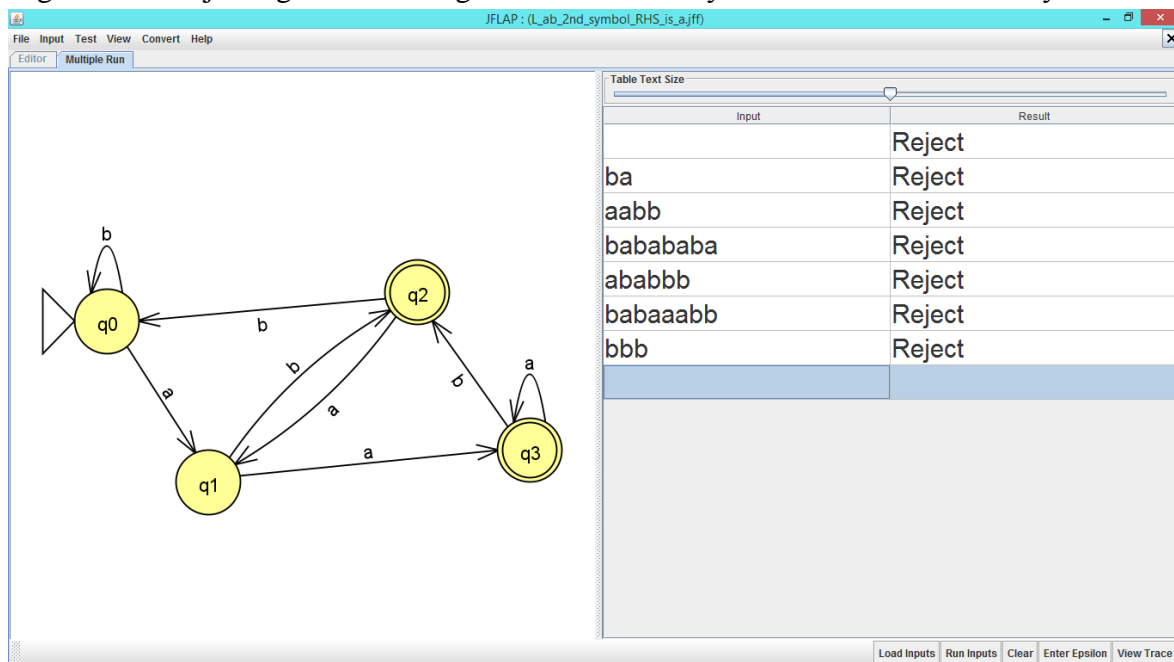 JFLAP : (L_ab_2nd_symbol_RHS_is_a.jff)
File Input Test View Convert Help
Editor Multiple Run
Table Text Size
Input Result
Reject
ba Reject
aabb Reject
babababa Reject
ababbb Reject
babaaabb Reject
bbb Reject
b
q0
q2
b
a
b
a
b
a
a
q1
q3
Load Inputs Run Inputs Clear Enter Epsilon View Trace